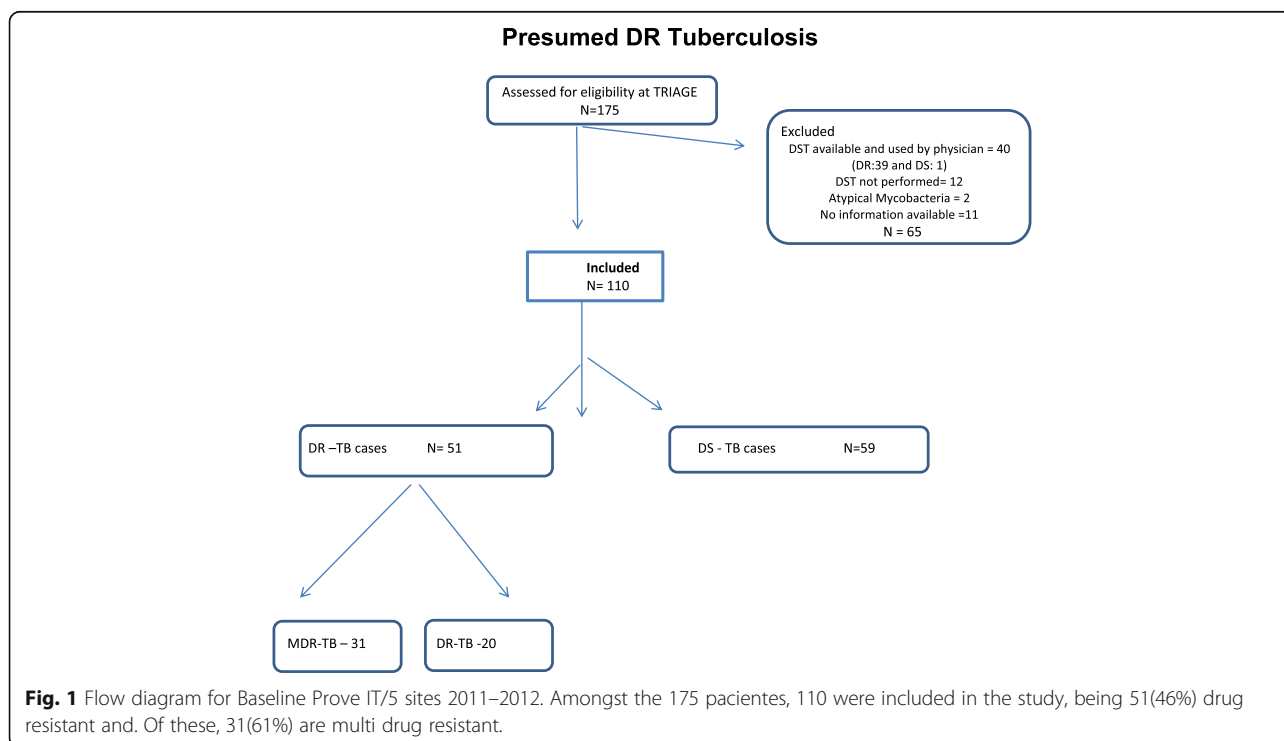 Presumed DR Tuberculosis
Assessed for eligibility at TRIAGE
N=175
Excluded
DST available and used by physician = 40
(DR:39 and DS: 1)
DST not performed= 12
Atypical Mycobacteria = 2
No information available =11
N = 65
Included
N= 110
DR –TB cases N= 51
DS - TB cases N=59
MDR-TB – 31
DR-TB -20
Fig. 1 Flow diagram for Baseline Prove IT/5 sites 2011–2012. Amongst the 175 pacientes, 110 were included in the study, being 51(46%) drug
resistant and. Of these, 31(61%) are multi drug resistant.